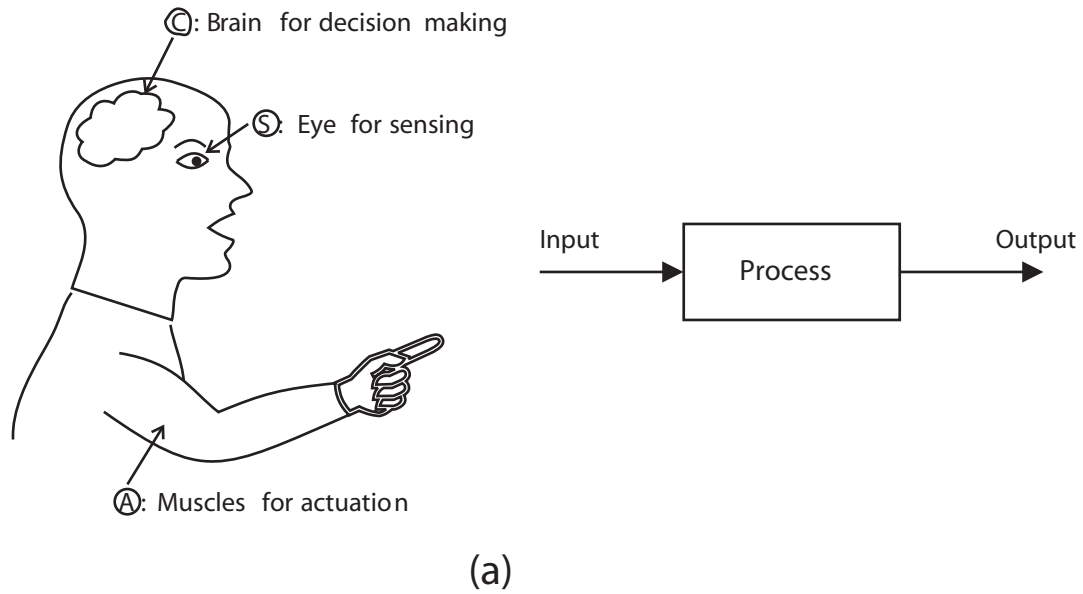 Ⓒ: Brain for decision making
Ⓢ: Eye for sensing
Input
Output
Process
Ⓐ: Muscles for actuation
(a)